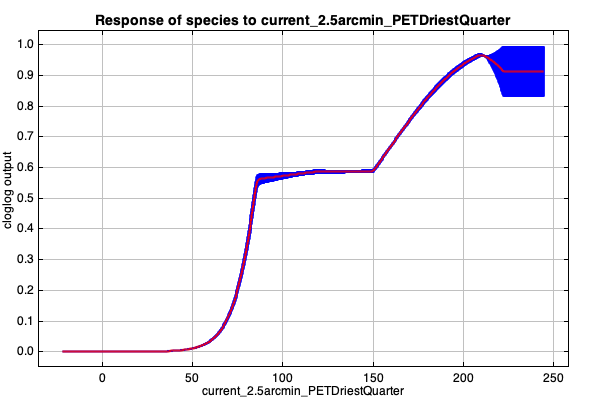 Response of species to current_2.5arcmin_PETDriestQuarter
1.0
0.9
0.8
0.7
0.6
0.5
0.4
0.3
0.2
0.1
0.0
cloglog output
0 50 100 150 200 250
current_2.5arcmin_PETDriestQuarter